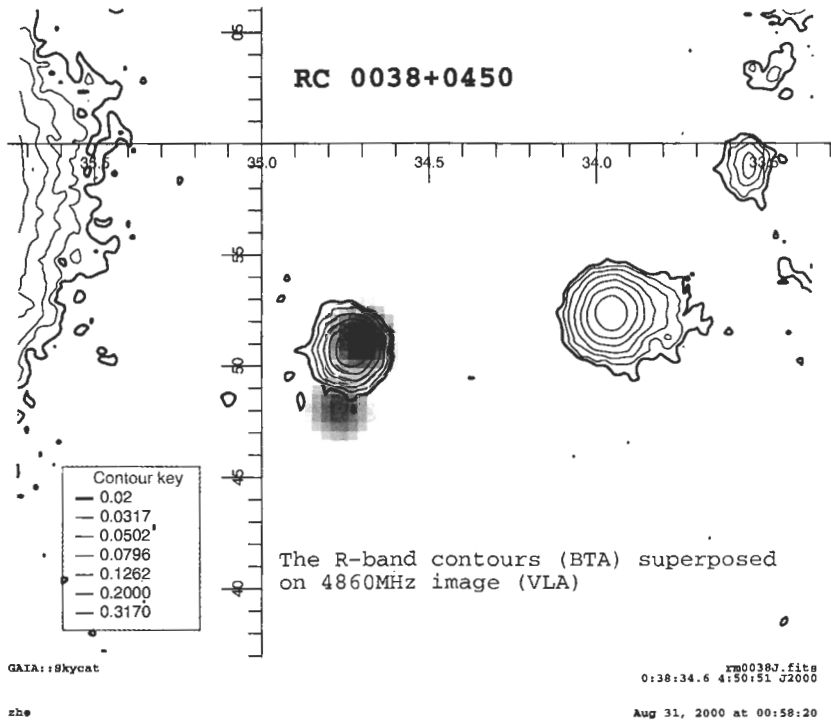 05
RC 0038+0450
35.5
35.0
34.5
34.0
33.5
55
50
45
Contour key
0.02
0.0317
0.0502
0.0796
0.1262
0.2000
0.3170
The R-band contours (BTA) superposed
on 4860MHz image (VLA)
40
GAIA::Skycat
rm0038J.fits
0:38:34.6 4:50:51 J2000
zhe
Aug 31, 2000 at 00:58:20